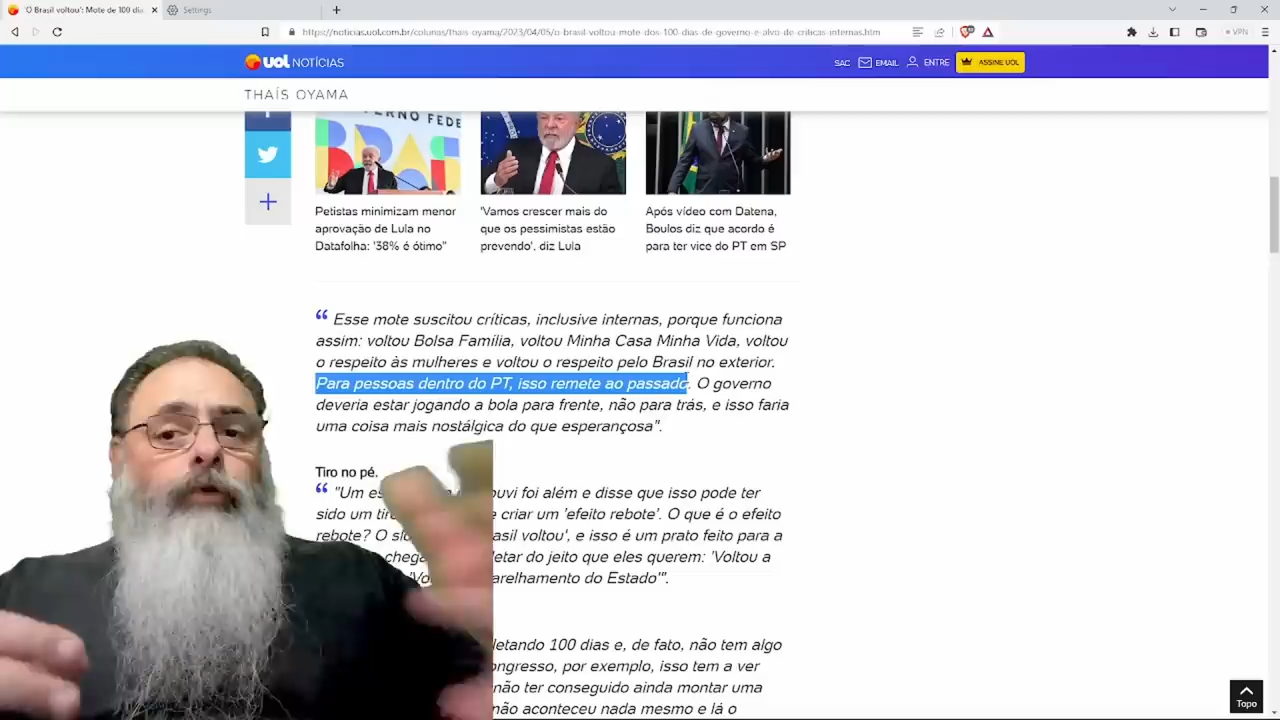 'O Brasil voltou': Mote de 100 dia
Settings
https://noticias.uol.com.br/colunas/thais-oyama/2023/04/05/o-brasil-voltou-mote-dos-100-dias-de-governo-e-alvo-de-criticas-internas.htm
VPN
UOL NOTÍCIAS
SAC
EMAIL
ENTRE
ASSINE UOL
THAÍS OYAMA
VERNO FEDE
Petistas minimizam menor
aprovação de Lula no
Datafolha: '38% é ótimo"
'Vamos crescer mais do
que os pessimistas estão
prevendo', diz Lula
Após vídeo com Datena,
Boulos diz que acordo é
para ter vice do PT em SP
“ Esse mote suscitou críticas, inclusive internas, porque funciona
assim: voltou Bolsa Família, voltou Minha Casa Minha Vida, voltou
o respeito às mulheres e voltou o respeito pelo Brasil no exterior.
Para pessoas dentro do PT, isso remete ao passado. O governo
deveria estar jogando a bola para frente, não para trás, e isso faria
uma coisa mais nostálgica do que esperançosa".
Tiro no pé.
“ "Um es ouvi foi além e disse que isso pode ter
sido um tiro e criar um 'efeito rebote'. O que é o efeito
rebote? O slo asil voltou', e isso é um prato feito para a
chega letar do jeito que eles querem: 'Voltou a
'Vo arelhamento do Estado'".
letando 100 dias e, de fato, não tem algo
ongresso, por exemplo, isso tem a ver
não ter conseguido ainda montar uma
não aconteceu nada mesmo e lá o
Topo